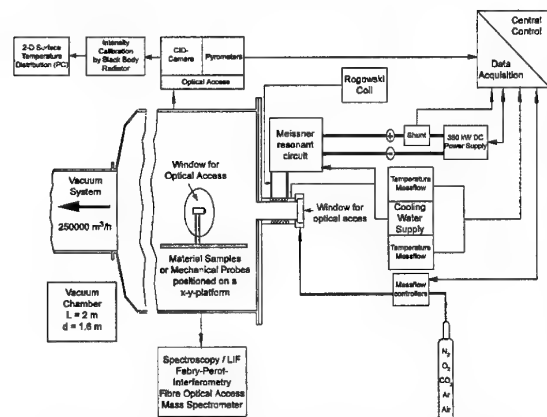 2-D Surface
Temperature
Distribution (PC)
Intensity
Calibration
by Black Body
Radiator
CID-
Camera
Pyrometers
Optical Access
Central
Control
Data
Acquisition
Rogowski
Coil
Meissner
resonant
circuit
Shunt
350 kW DC
Power Supply
Window for
Optical Access
Window for
optical acces
Temperature
Massflow
Cooling
Water
Supply
Temperature
Massflow
Massflow
controllers
Vacuum
System
250000 m³/h
Material Samples
or Mechanical Probes
positioned on a
x-y-platform
Vacuum
Chamber
L = 2 m
d = 1.6 m
Spectroscopy / LIF
Fabry-Perot-
Interferometry
Fibre Optical Access
Mass Spectrometer
N₂
O₂
CO₂
Ar
Air